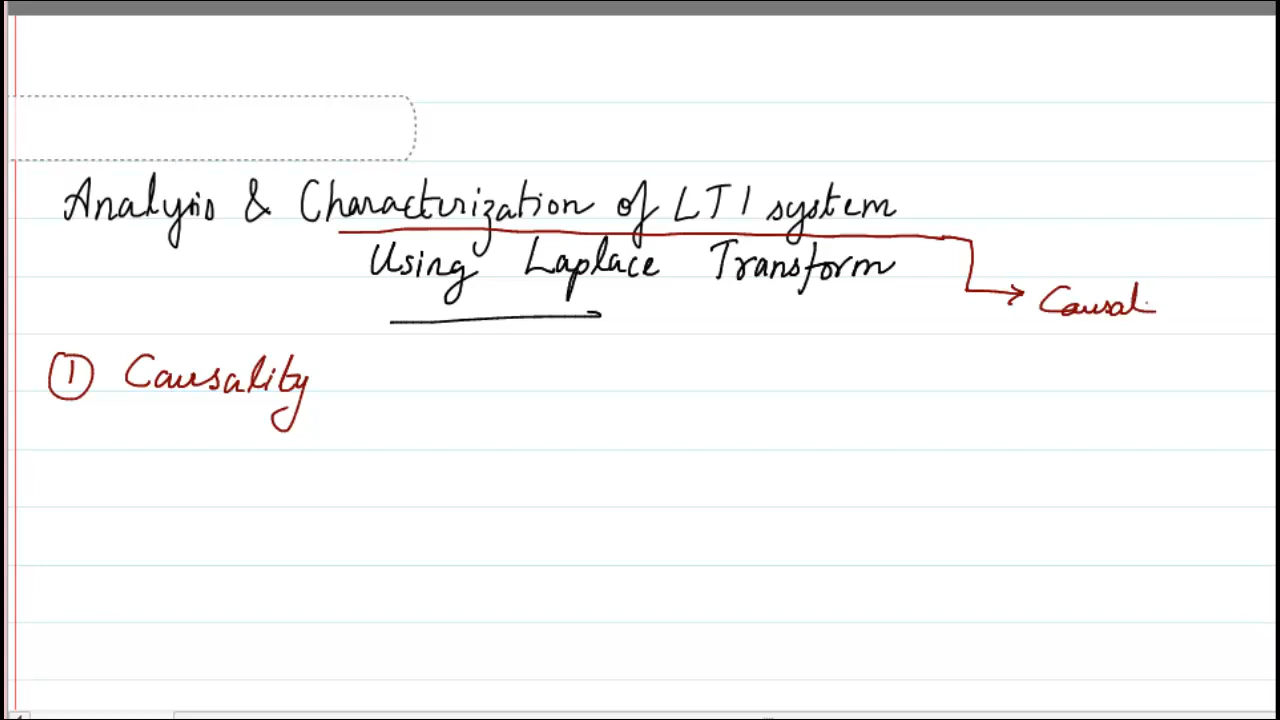 Analysis & Characterization of LTI system
Using Laplace Transform
Causal
① Causality